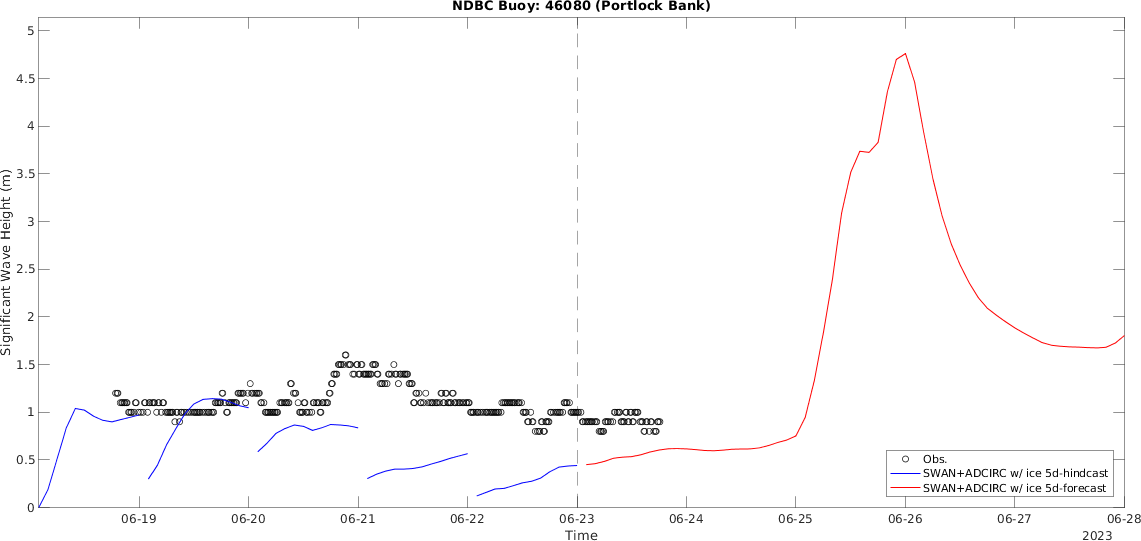 NDBC Buoy: 46080 (Portlock Bank)
Significant Wave Height (m)
5
4.5
4
3.5
3
2.5
2
1.5
1
0.5
0
Obs.
SWAN+ADCIRC w/ ice 5d-hindcast
SWAN+ADCIRC w/ ice 5d-forecast
06-19 06-20 06-21 06-22 06-23 06-24 06-25 06-26 06-27 06-28
Time
2023